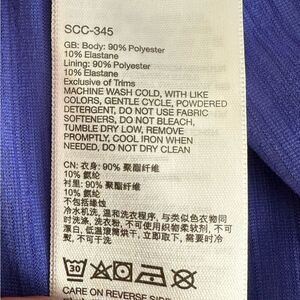 SCC-345
GB: Body: 90% Polyester
10% Elastane
Lining: 90% Polyester
10% Elastane
Exclusive of Trims
MACHINE WASH COLD, WITH LIKE
COLORS, GENTLE CYCLE, POWDERED
DETERGENT, DO NOT USE FABRIC
SOFTENERS, DO NOT BLEACH,
TUMBLE DRY LOW, REMOVE
PROMPTLY, COOL IRON WHEN
NEEDED, DO NOT DRY CLEAN
CN: 衣身: 90% 聚酯纤维
10% 氨纶
衬里: 90% 聚酯纤维
10% 氨纶
不包括缘饰
冷水机洗, 温和洗衣程序, 与类似色衣物同
时洗涤, 洗衣粉, 不可使用织物柔软剂, 不可
漂白, 低温滚筒烘干, 立即取下, 需要时冷
熨, 不可干洗
30
CARE ON REVERSE SIDE